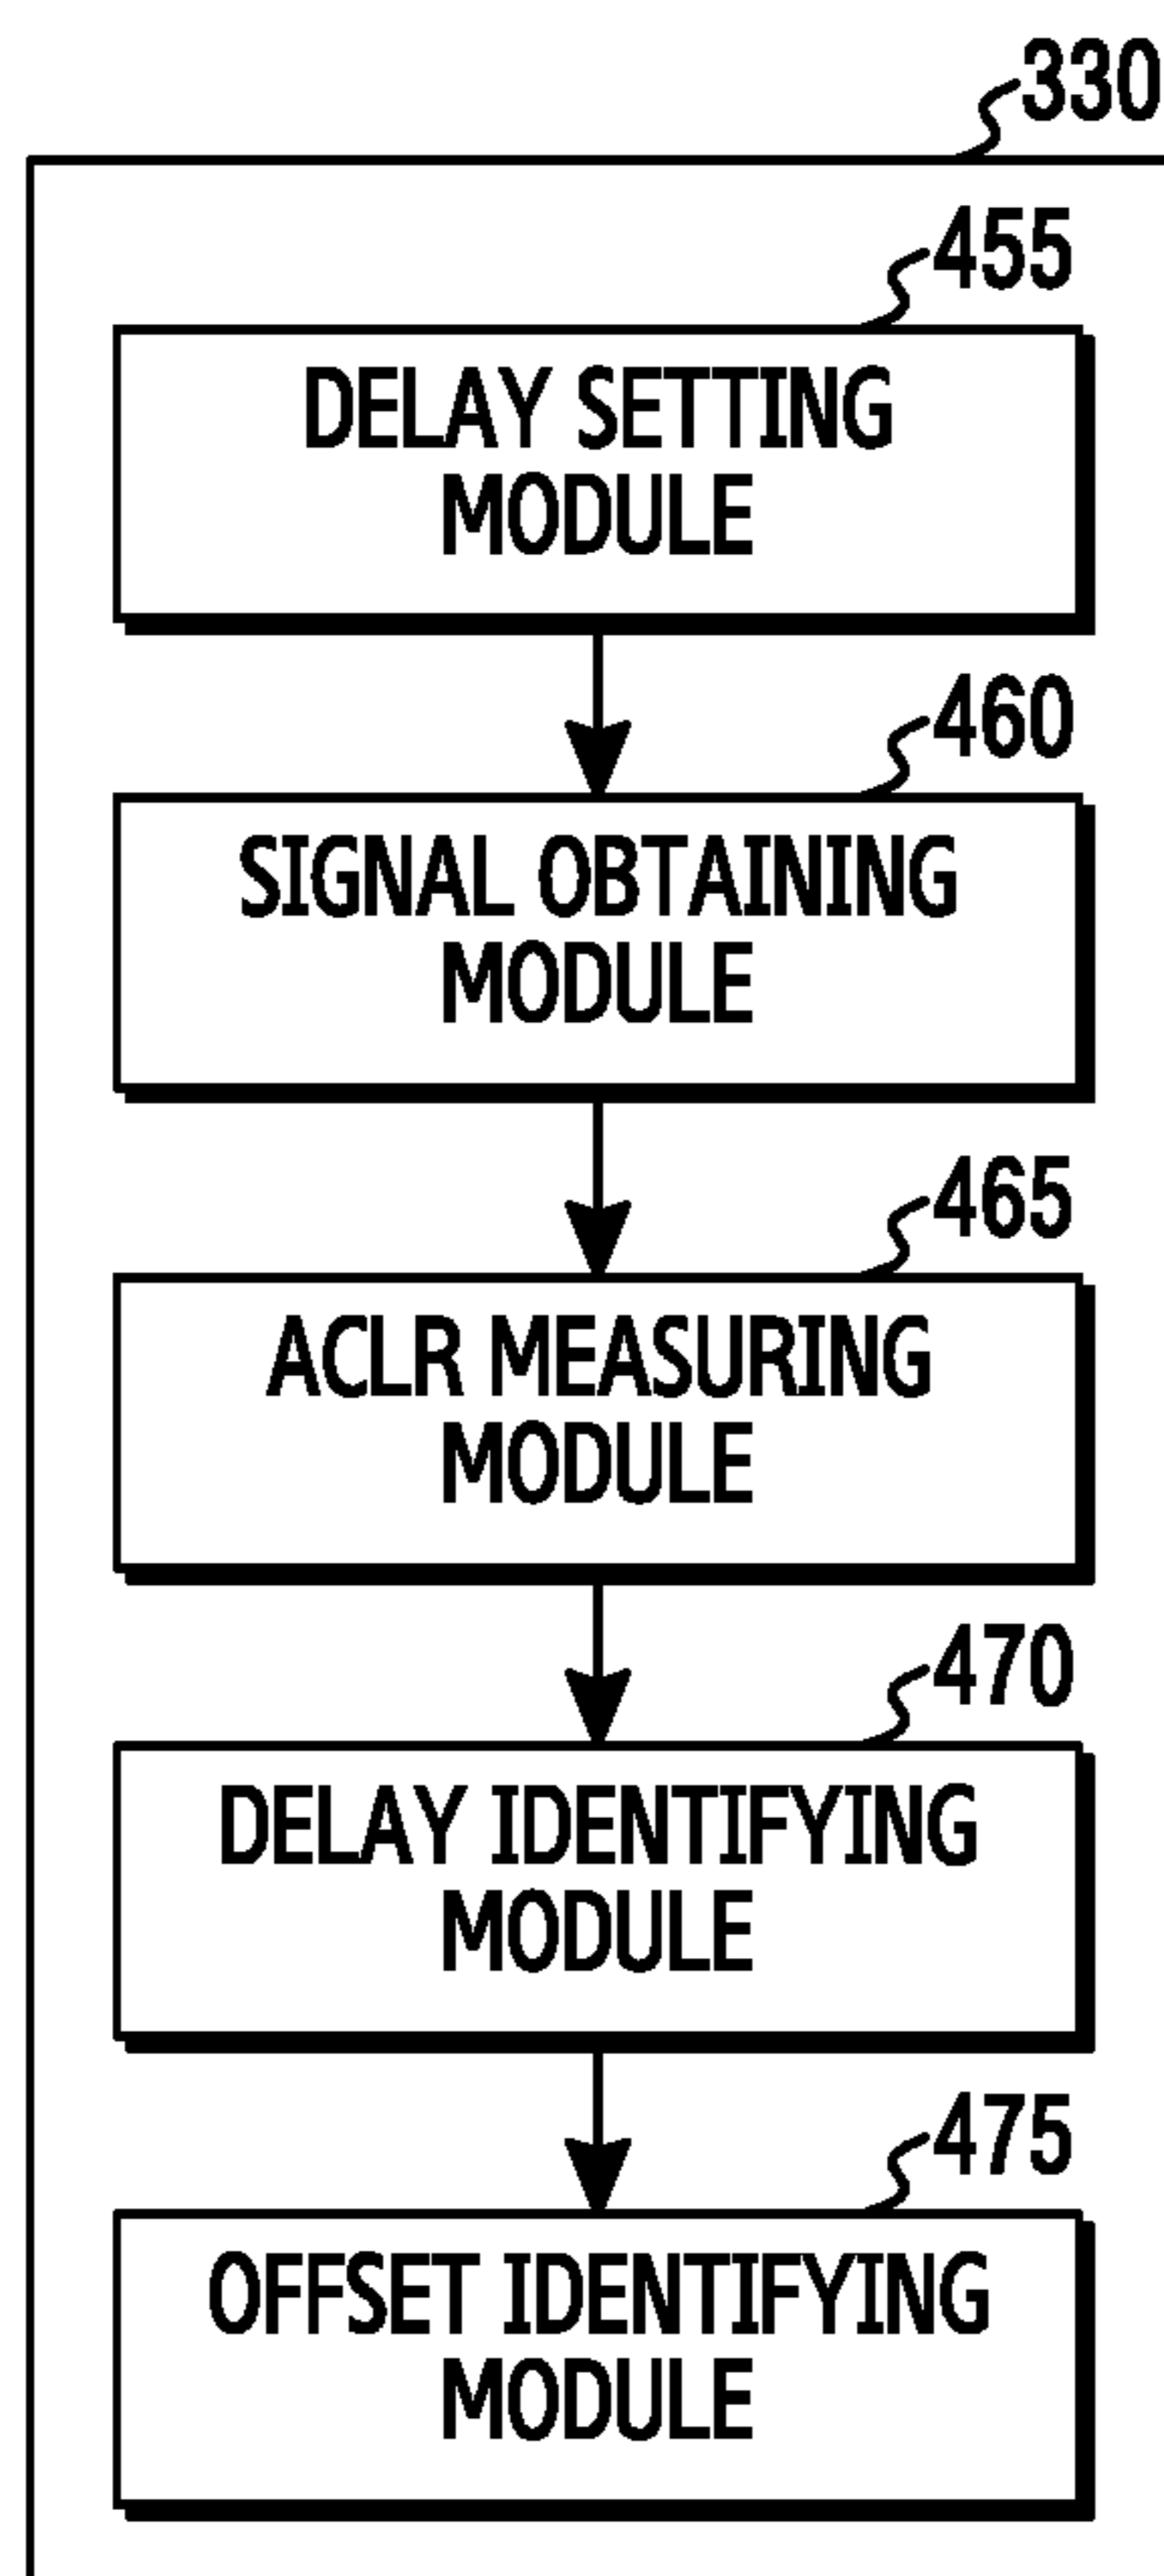 330
455
DELAY SETTING
MODULE
460
SIGNAL OBTAINING
MODULE
465
ACLR MEASURING
MODULE
470
DELAY IDENTIFYING
MODULE
475
OFFSET IDENTIFYING
MODULE